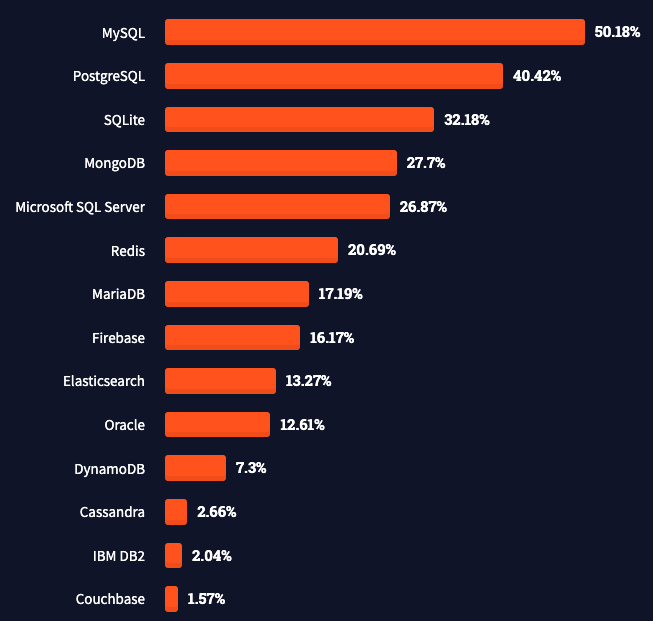 MySQL 50.18%
PostgreSQL 40.42%
SQLite 32.18%
MongoDB 27.7%
Microsoft SQL Server 26.87%
Redis 20.69%
MariaDB 17.19%
Firebase 16.17%
Elasticsearch 13.27%
Oracle 12.61%
DynamoDB 7.3%
Cassandra 2.66%
IBM DB2 2.04%
Couchbase 1.57%